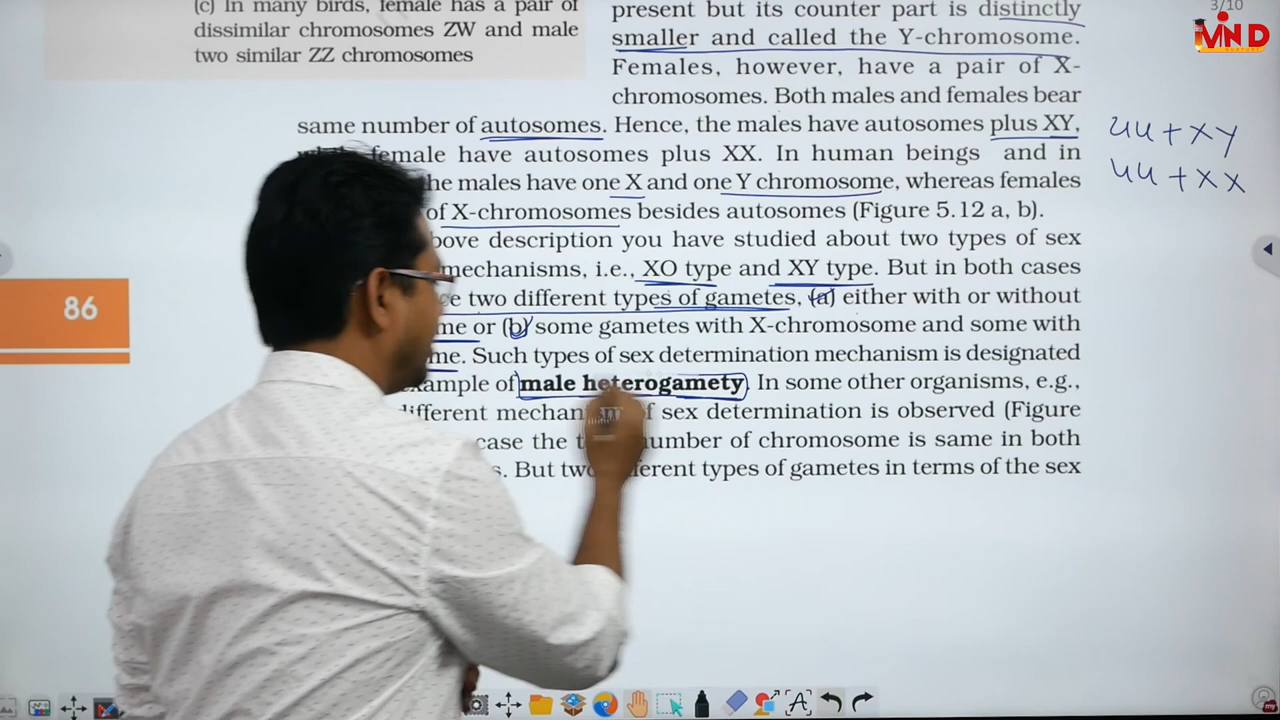 (c) In many birds, female has a pair of
dissimilar chromosomes ZW and male
two similar ZZ chromosomes
present but its counter part is distinctly
smaller and called the Y-chromosome.
Females, however, have a pair of X-
chromosomes. Both males and females bear
same number of autosomes. Hence, the males have autosomes plus XY,
female have autosomes plus XX. In human beings and in
the males have one X and one Y chromosome, whereas females
of X-chromosomes besides autosomes (Figure 5.12 a, b).
description you have studied about two types of sex
mechanisms, i.e., XO type and XY type. But in both cases
two different types of gametes, (a) either with or without
or (b) some gametes with X-chromosome and some with
Such types of sex determination mechanism is designated
of male heterogamety. In some other organisms, e.g.,
different of sex determination is observed (Figure
case the number of chromosome is same in both
But types of gametes in terms of the sex
44 + XY
44 + XX
86
3/10
MIND